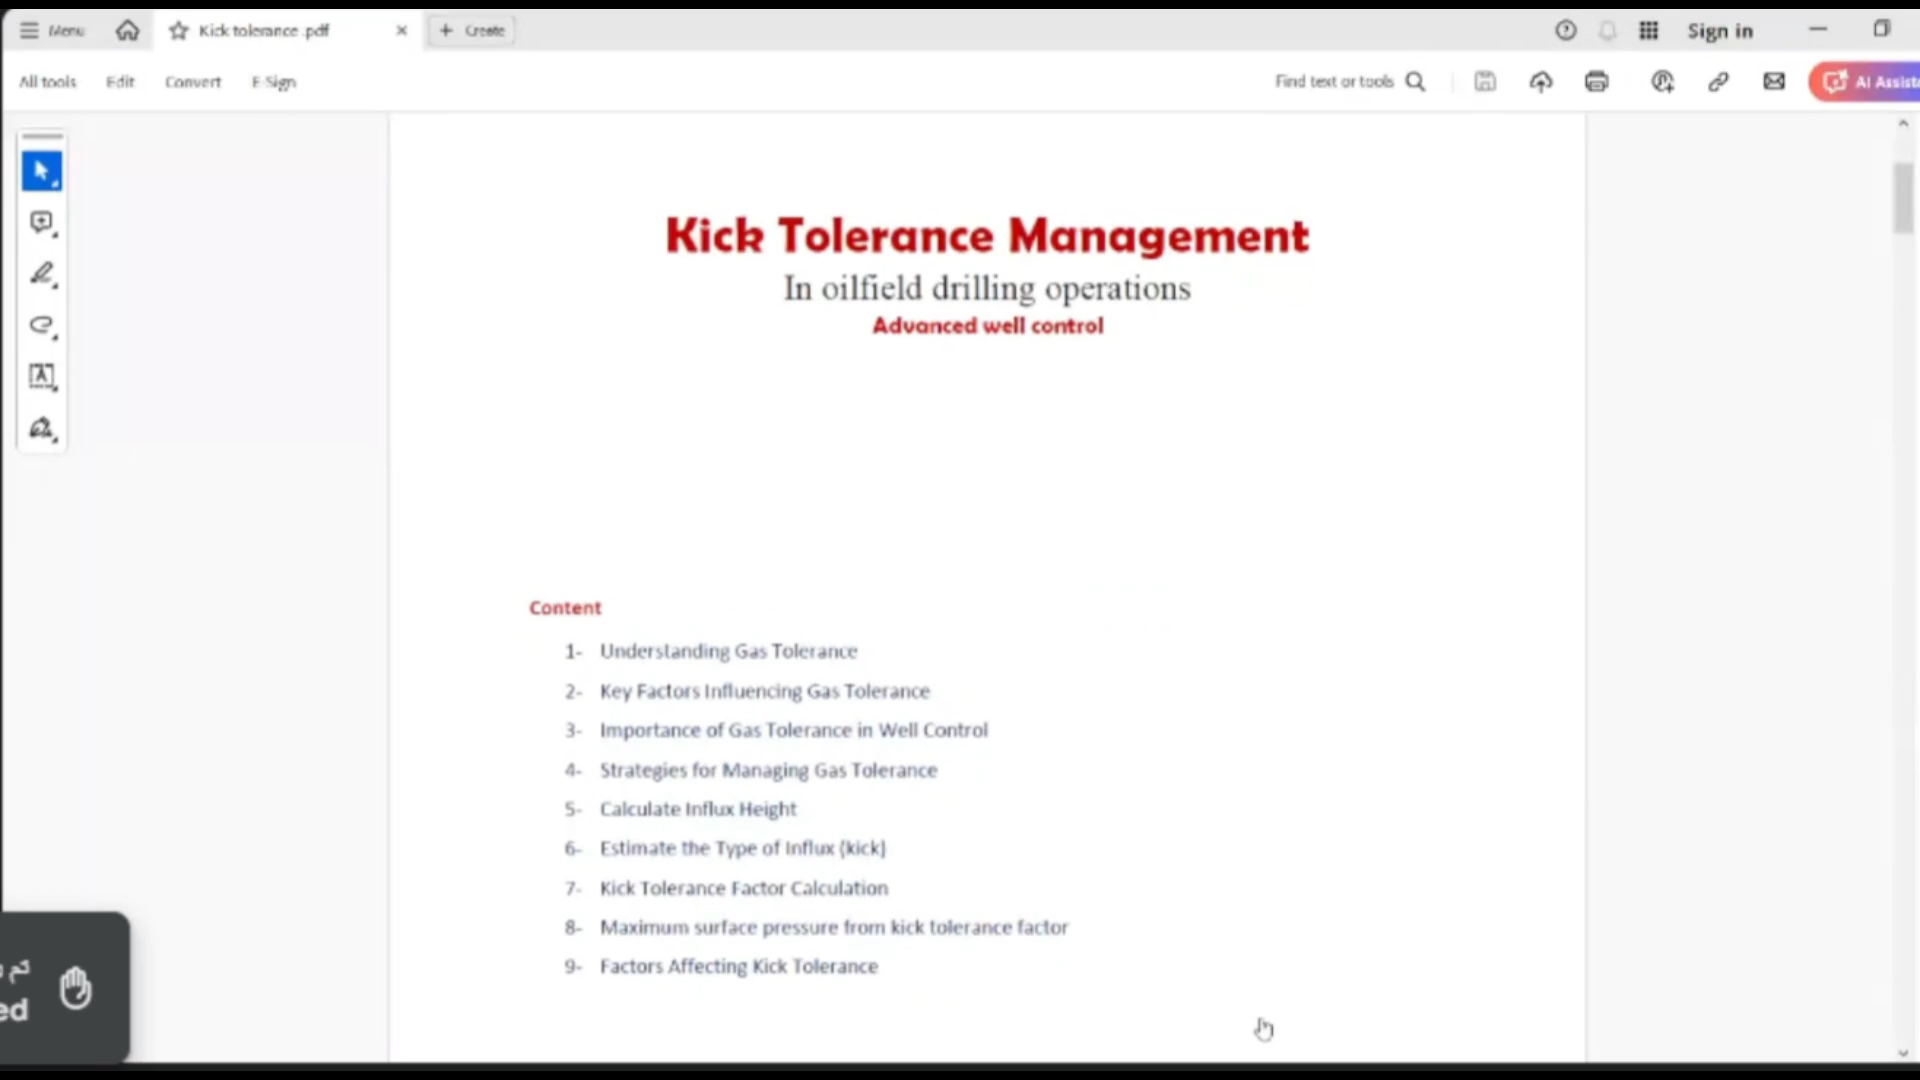 Menu
Kick tolerance .pdf
Create
Sign in
All tools
Edit
Convert
E-Sign
Find text or tools
AI Assist
Kick Tolerance Management
In oilfield drilling operations
Advanced well control
Content
1- Understanding Gas Tolerance
2- Key Factors Influencing Gas Tolerance
3- Importance of Gas Tolerance in Well Control
4- Strategies for Managing Gas Tolerance
5- Calculate Influx Height
6- Estimate the Type of Influx (kick)
7- Kick Tolerance Factor Calculation
8- Maximum surface pressure from kick tolerance factor
9- Factors Affecting Kick Tolerance
ed